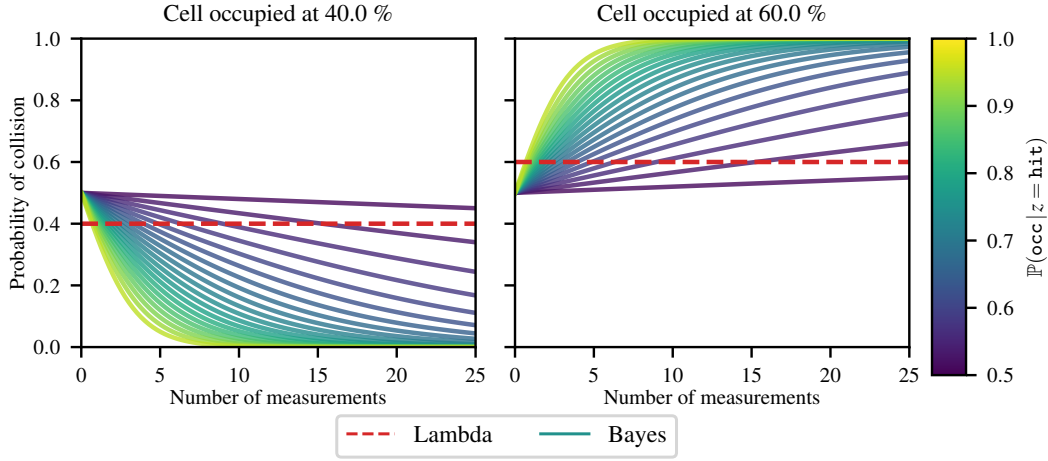 Cell occupied at 40.0 %
Cell occupied at 60.0 %
Probability of collision
1.0
0.8
0.6
0.4
0.2
0.0
0 5 10 15 20 25
Number of measurements
0 5 10 15 20 25
Number of measurements
1.0
0.9
0.8
0.7
0.6
0.5
ℙ(occ | z = hit)
Lambda
Bayes